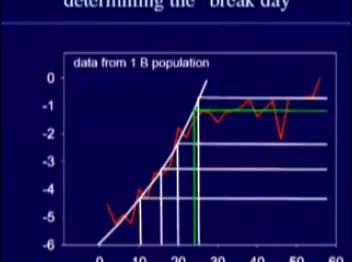 determining the "break day"
data from 1 B population
0
-1
-2
-3
-4
-5
-6
0 10 20 30 40 50 60